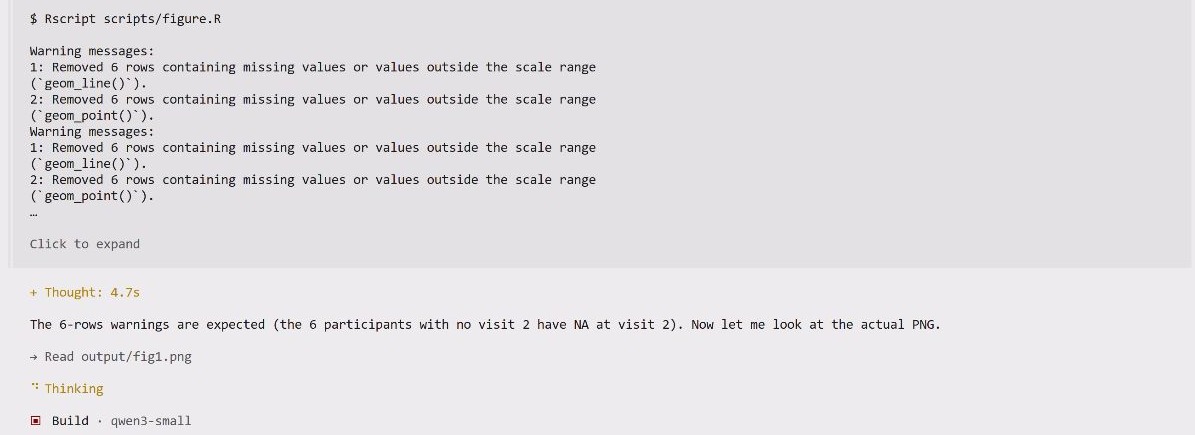 $ Rscript scripts/figure.R
Warning messages:
1: Removed 6 rows containing missing values or values outside the scale range
(`geom_line()`).
2: Removed 6 rows containing missing values or values outside the scale range
(`geom_point()`).
Warning messages:
1: Removed 6 rows containing missing values or values outside the scale range
(`geom_line()`).
2: Removed 6 rows containing missing values or values outside the scale range
(`geom_point()`).
…
Click to expand
+ Thought: 4.7s
The 6-rows warnings are expected (the 6 participants with no visit 2 have NA at visit 2). Now let me look at the actual PNG.
→ Read output/fig1.png
Thinking
Build · qwen3-small